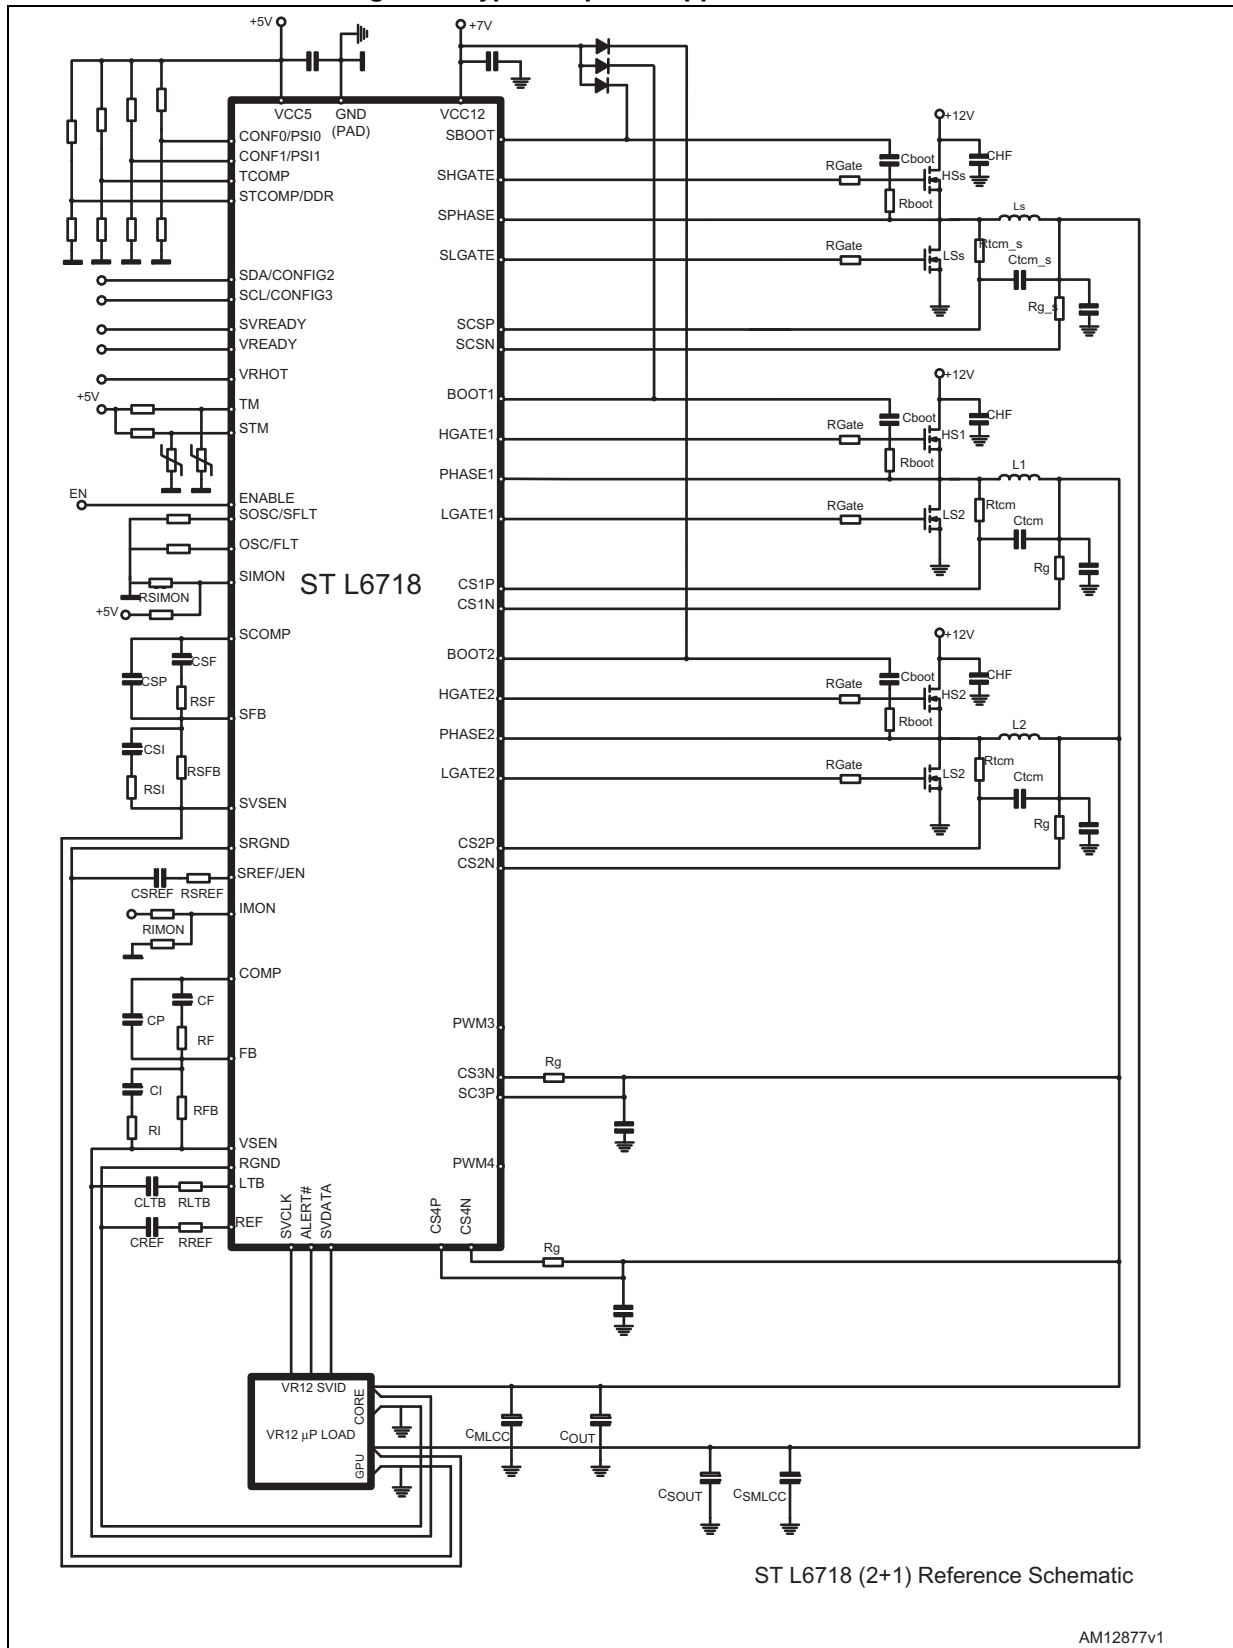 +5V
+7V
VCC5
GND
(PAD)
VCC12
CONF0/PSI0
CONF1/PSI1
TCOMP
STCOMP/DDR
SDA/CONFIG2
SCL/CONFIG3
SVREADY
VREADY
VRHOT
+5V
TM
STM
EN
ENABLE
SOSC/SFLT
OSC/FLT
SIMON
RSIMON
+5V
SCOMP
CSF
CSP
RSF
SFB
CSI
RSFB
RSI
SVSEN
SRGND
SREF/JEN
CSREF RSREF
IMON
RIMON
COMP
CF
CP
RF
FB
CI
RFB
RI
VSEN
RGND
LTB
CLTB RLTB
REF
CREF RREF
ST L6718
SBOOT
SHGATE
SPHASE
SLGATE
SCSP
SCSN
BOOT1
HGATE1
PHASE1
LGATE1
CS1P
CS1N
BOOT2
HGATE2
PHASE2
LGATE2
CS2P
CS2N
PWM3
CS3N
SC3P
PWM4
SVCLK
ALERT#
SVDATA
CS4P
CS4N
+12V
RGate
Cboot
CHF
HSs
Rboot
Ls
RGate
LSs
Rtcm_s
Ctcm_s
Rg_s
+12V
RGate
Cboot
CHF
HS1
Rboot
L1
RGate
LS2
Rtcm
Ctcm
Rg
+12V
RGate
Cboot
CHF
HS2
Rboot
L2
RGate
LS2
Rtcm
Ctcm
Rg
Rg
Rg
VR12 SVID
CORE
VR12 µP LOAD
GPU
CMLCC
COUT
CSOUT
CSMLCC
ST L6718 (2+1) Reference Schematic
AM12877v1